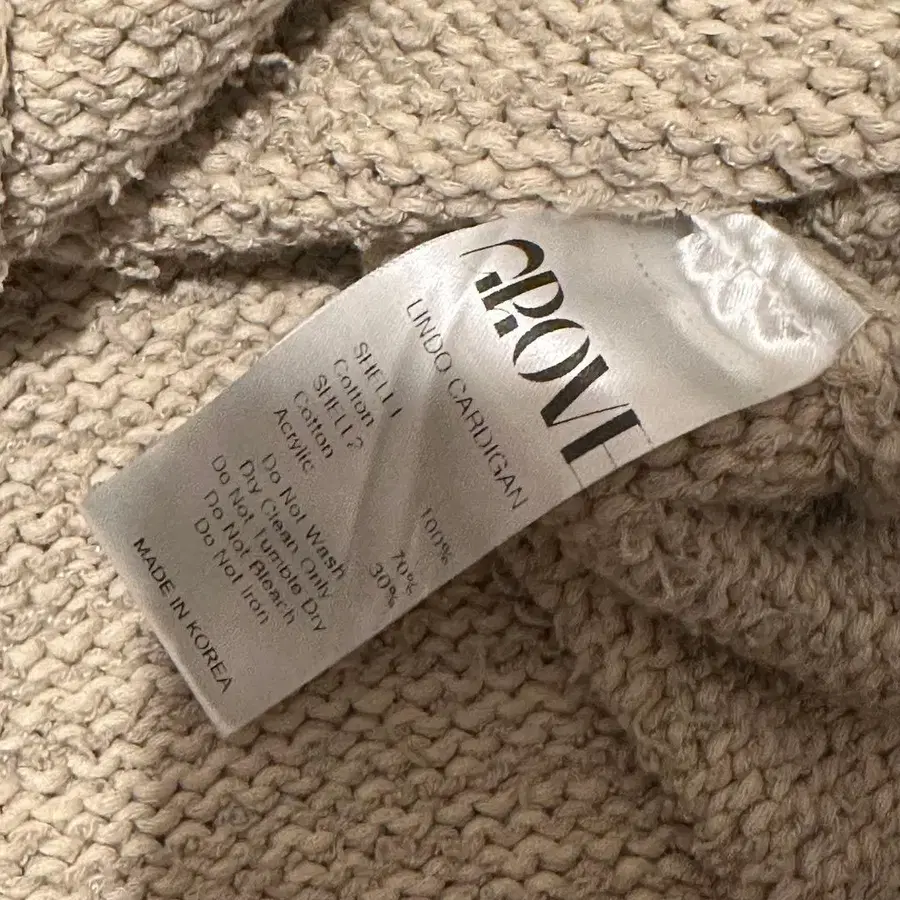 GROVE
LINDO CARDIGAN
SHELL 1
Cotton 100%
SHELL 2
Cotton 70%
Acrylic 30%
Do Not Wash
Dry Clean Only
Do Not Tumble Dry
Do Not Bleach
Do Not Iron
MADE IN KOREA